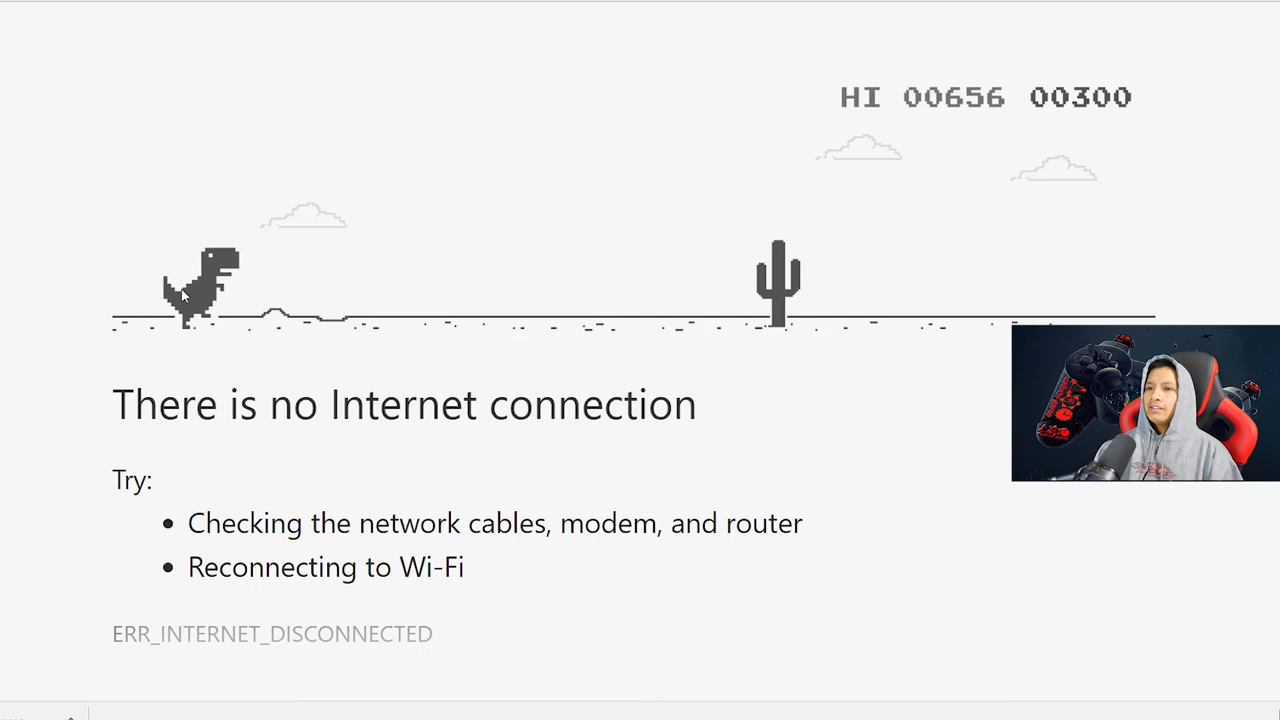 HI 00656 00300
There is no Internet connection
Try:
• Checking the network cables, modem, and router
• Reconnecting to Wi-Fi
ERR_INTERNET_DISCONNECTED